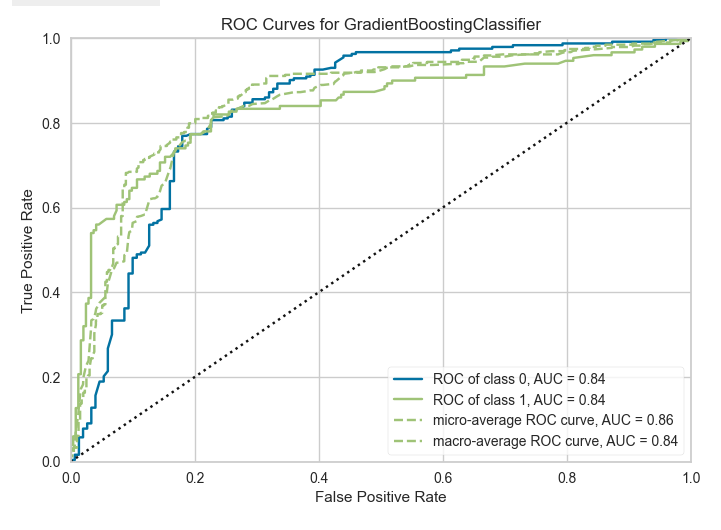 ROC Curves for GradientBoostingClassifier
1.0
0.8
0.6
0.4
0.2
0.0
True Positive Rate
ROC of class 0, AUC = 0.84
ROC of class 1, AUC = 0.84
micro-average ROC curve, AUC = 0.86
macro-average ROC curve, AUC = 0.84
0.0 0.2 0.4 0.6 0.8 1.0
False Positive Rate